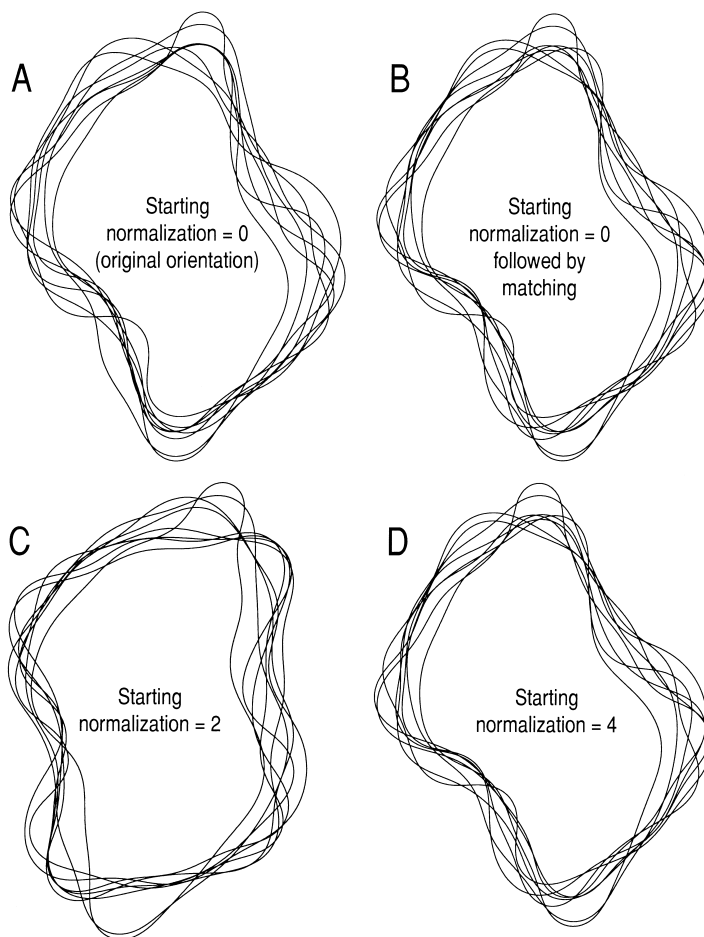 A
Starting
normalization = 0
(original orientation)
B
Starting
normalization = 0
followed by
matching
C
Starting
normalization = 2
D
Starting
normalization = 4